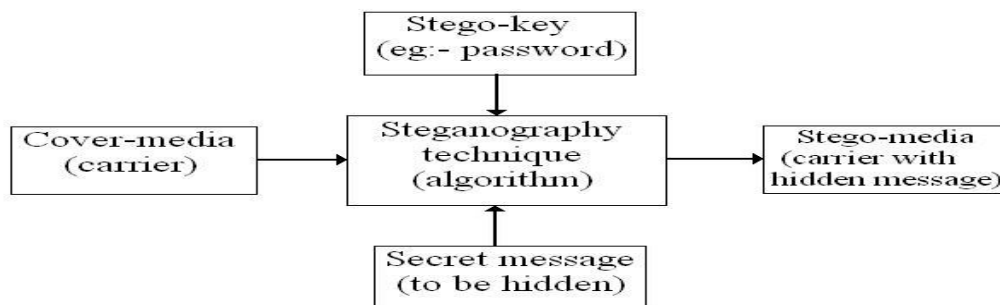 Stego-key
(eg:- password)
Cover-media
(carrier)
Steganography
technique
(algorithm)
Stego-media
(carrier with
hidden message)
Secret message
(to be hidden)